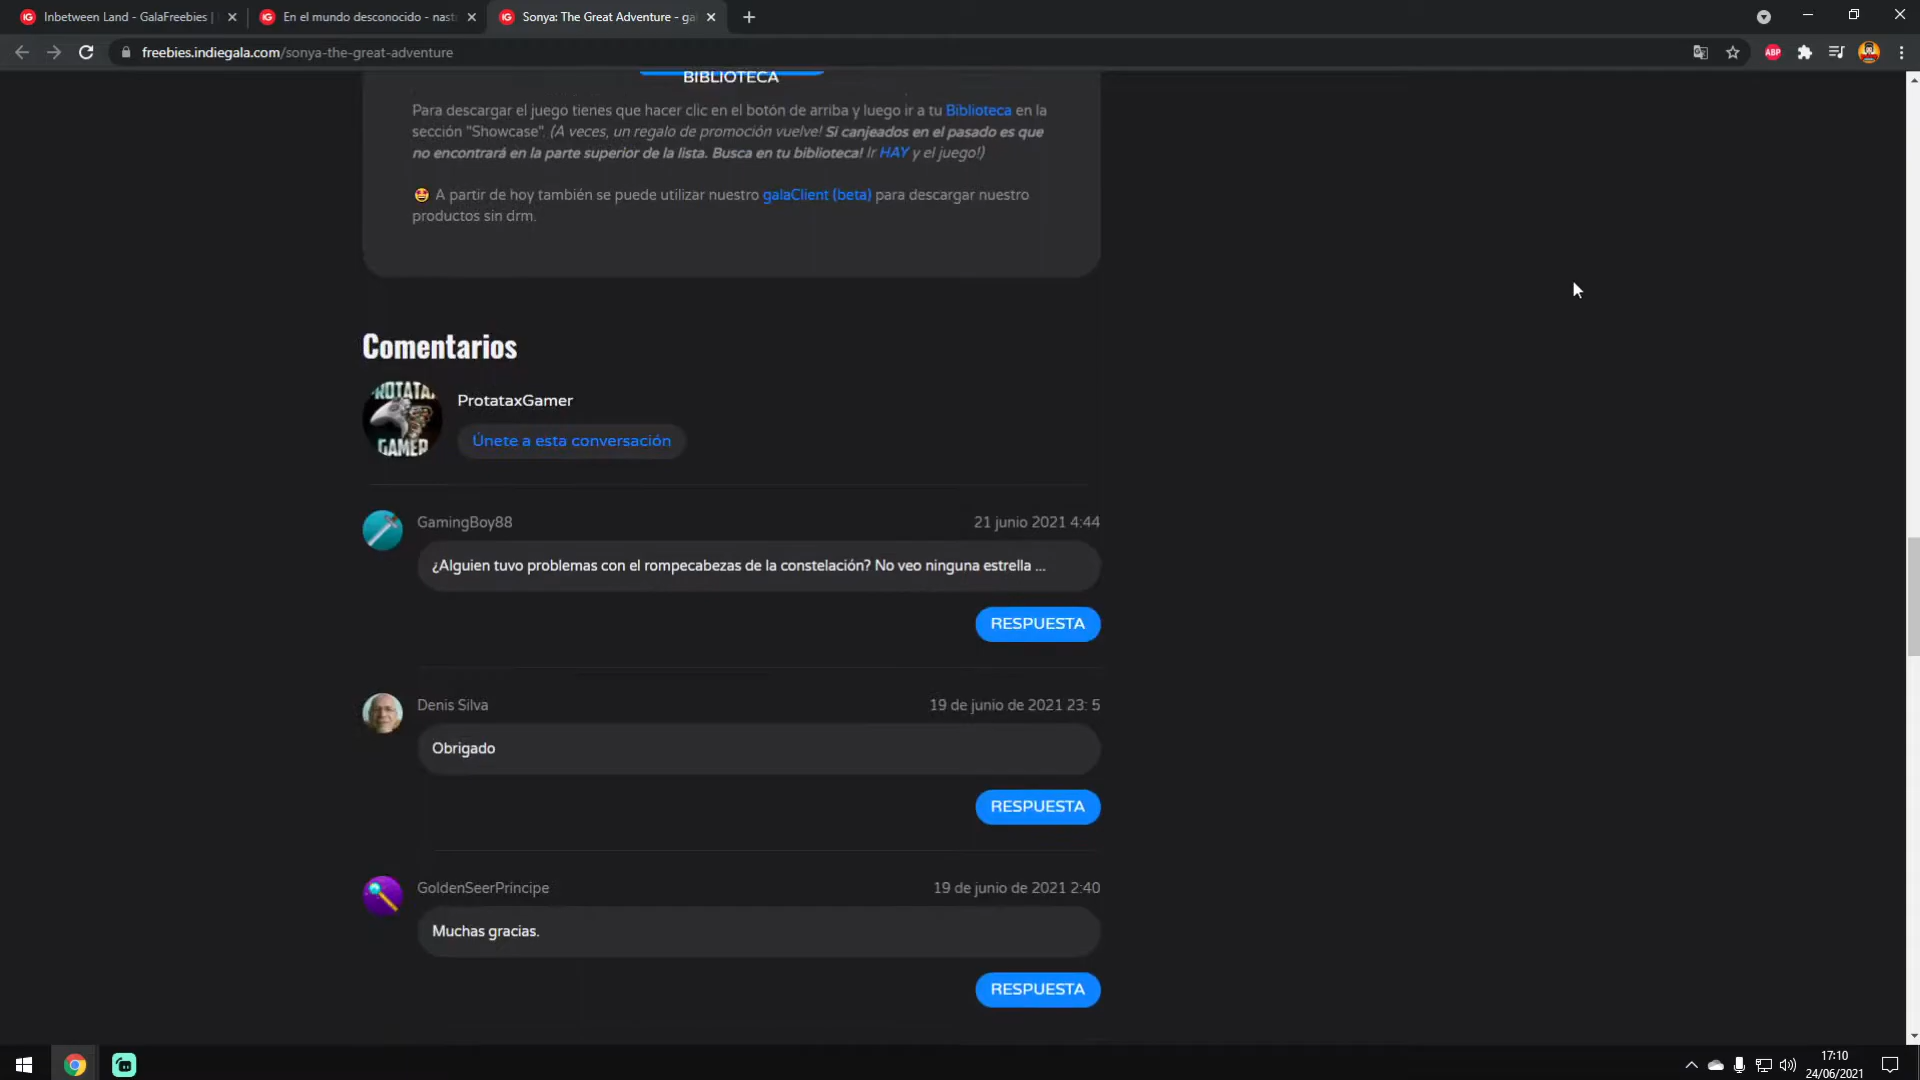 Inbetween Land - GalaFreebies |
En el mundo desconocido - nast
Sonya: The Great Adventure - ga
freebies.indiegala.com/sonya-the-great-adventure
ABP
BIBLIOTECA
Para descargar el juego tienes que hacer clic en el botón de arriba y luego ir a tu Biblioteca en la
sección "Showcase". (A veces, un regalo de promoción vuelve! Si canjeados en el pasado es que
no encontrará en la parte superior de la lista. Busca en tu biblioteca! Ir HAY y el juego!)
A partir de hoy también se puede utilizar nuestro galaClient (beta) para descargar nuestro
productos sin drm.
Comentarios
PROTATAX
GAMER
ProtataxGamer
Únete a esta conversación
GamingBoy88
21 junio 2021 4:44
¿Alguien tuvo problemas con el rompecabezas de la constelación? No veo ninguna estrella ...
RESPUESTA
Denis Silva
19 de junio de 2021 23: 5
Obrigado
RESPUESTA
GoldenSeerPríncipe
19 de junio de 2021 2:40
Muchas gracias.
RESPUESTA
17:10
24/06/2021